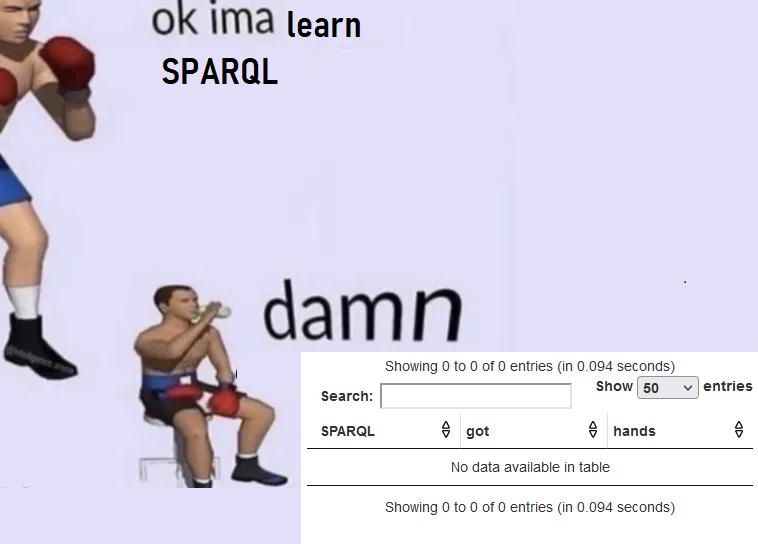 ok ima learn
SPARQL
damn
Showing 0 to 0 of 0 entries (in 0.094 seconds)
Search:
Show 50 entries
SPARQL got hands
No data available in table
Showing 0 to 0 of 0 entries (in 0.094 seconds)